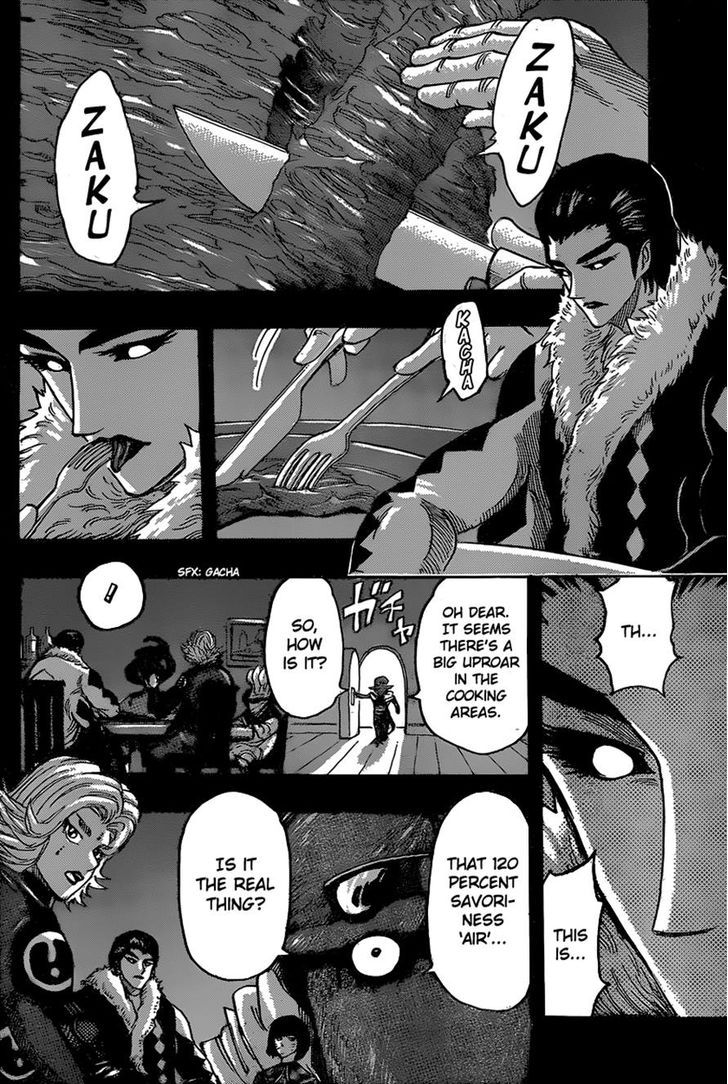 ZAKU
ZAKU
KACHA
TH...
THIS
IS...
SFX: GACHA
ガチャ
OH DEAR.
IT SEEMS
THERE'S A
BIG UPROAR
IN THE
COOKING
AREAS.
SO,
HOW
IS IT?
!
THAT 120
PERCENT
SAVORI-
NESS
'AIR'...
IS IT
THE REAL
THING?